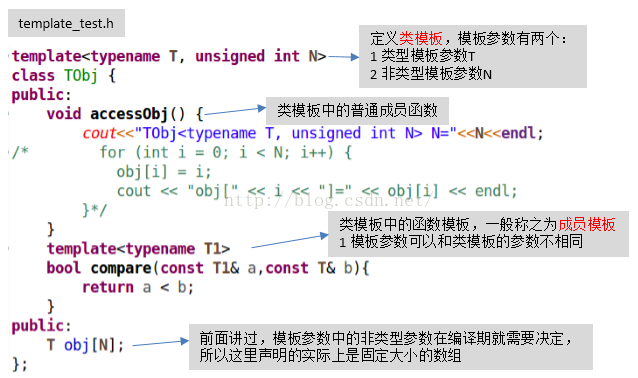 template_test.h
template<typename T, unsigned int N>
定义类模板，模板参数有两个：
1 类型模板参数T
2 非类型模板参数N
class TObj {
public:
void accessObj() {
类模板中的普通成员函数
cout<<"TObj<typename T, unsigned int N> N="<<N<<endl;
/* for (int i = 0; i < N; i++) {
obj[i] = i;
cout << "obj[" << i << "]=" << obj[i] << endl;
}*/
http://blog.csdn.net/
}
类模板中的函数模板，一般称之为成员模板
1 模板参数可以和类模板的参数不相同
template<typename T1>
bool compare(const T1& a,const T& b){
return a < b;
}
public:
T obj[N];
前面讲过，模板参数中的非类型参数在编译期就需要决定，
所以这里声明的实际上是固定大小的数组
};